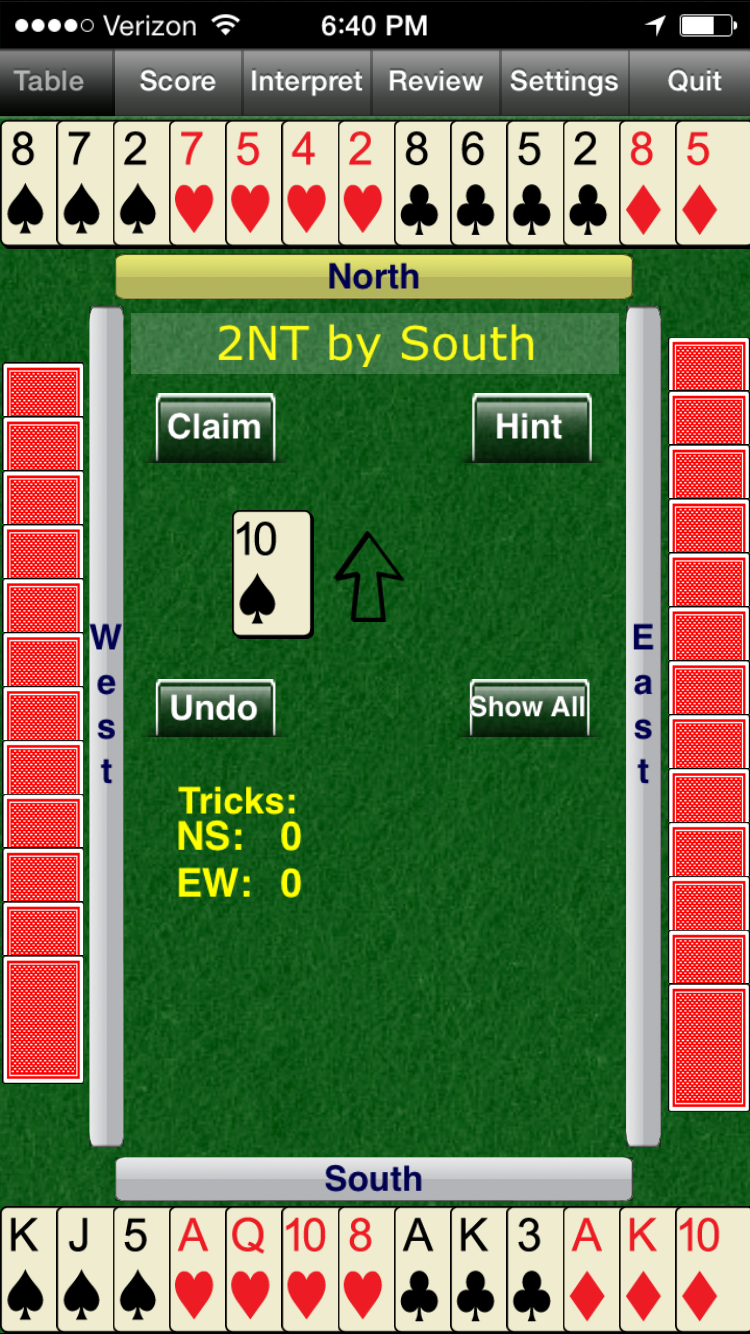 Verizon 6:40 PM
Table Score Interpret Review Settings Quit
8 7 2 7 5 4 2 8 6 5 2 8 5
North
2NT by South
Claim Hint
10
West
East
Undo Show All
Tricks:
NS: 0
EW: 0
South
K J 5 A Q 10 8 A K 3 A K 10